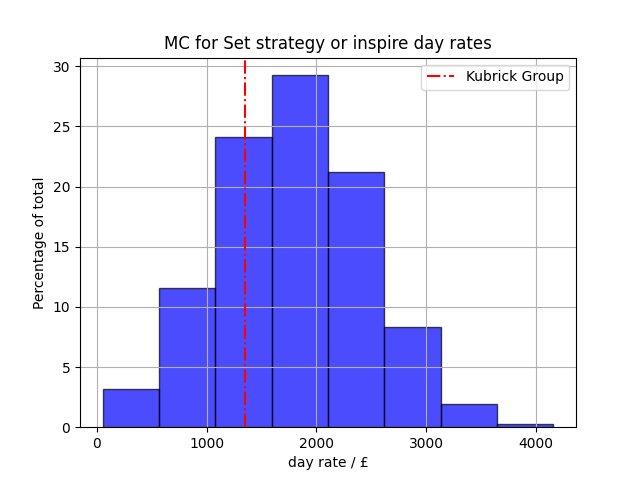 MC for Set strategy or inspire day rates
Kubrick Group
30
25
20
15
10
5
0
Percentage of total
0 1000 2000 3000 4000
day rate / £